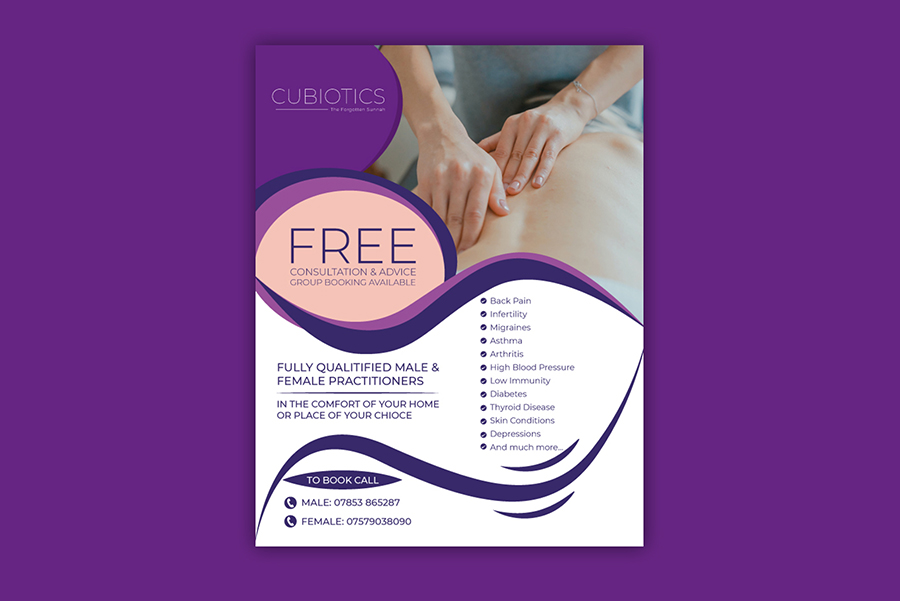 CUBIOTICS
The Forgotten Sunnah
FREE
CONSULTATION & ADVICE
GROUP BOOKING AVAILABLE
Back Pain
Infertility
Migraines
Asthma
Arthritis
High Blood Pressure
Low Immunity
Diabetes
Thyroid Disease
Skin Conditions
Depressions
And much more...
FULLY QUALITIFIED MALE &
FEMALE PRACTITIONERS
IN THE COMFORT OF YOUR HOME
OR PLACE OF YOUR CHIOCE
TO BOOK CALL
MALE: 07853 865287
FEMALE: 07579038090